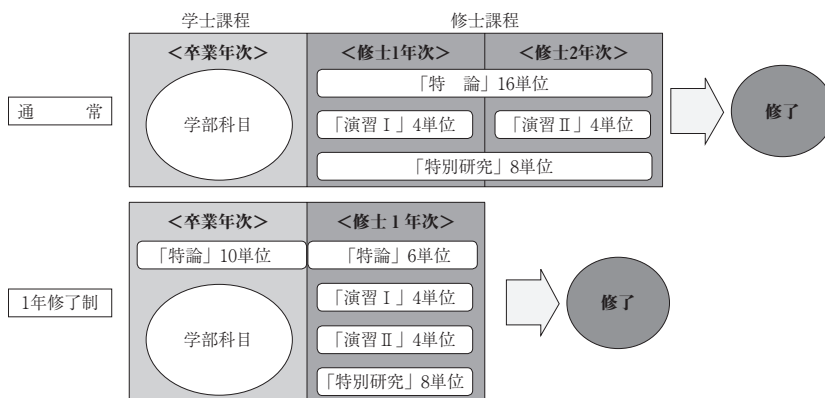 学士課程 修士課程
＜卒業年次＞ ＜修士1年次＞ ＜修士2年次＞
「特　論」16単位
通　　常
学部科目
「演習Ⅰ」4単位 「演習Ⅱ」4単位
修了
「特別研究」8単位
＜卒業年次＞ ＜修士１年次＞
「特論」10単位 「特論」6単位
1年修了制
学部科目
「演習Ⅰ」4単位
修了
「演習Ⅱ」4単位
「特別研究」8単位